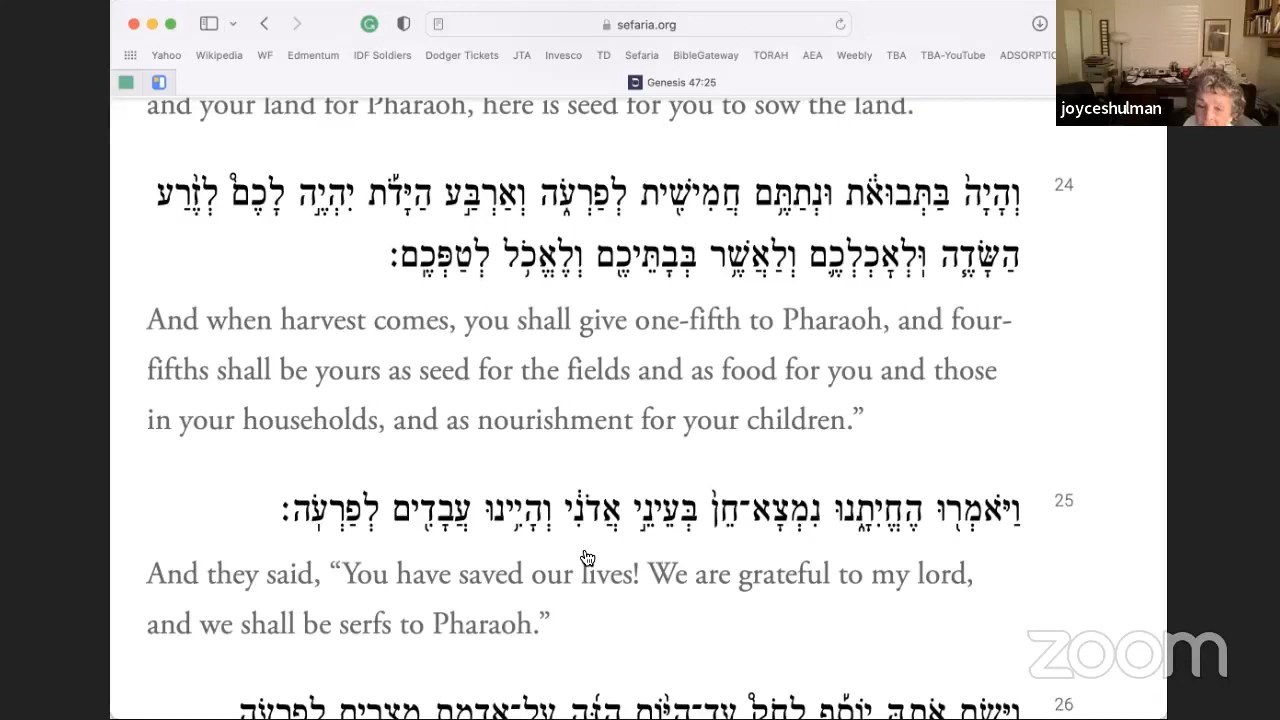 sefaria.org
Yahoo Wikipedia WF Edmentum IDF Soldiers Dodger Tickets JTA Invesco TD Sefaria BibleGateway TORAH AEA Weebly TBA TBA-YouTube ADSORPTIO
Genesis 47:25
joyceshulman
and your land for Pharaoh, here is seed for you to sow the land.
24
וְהָיָה֙ בַּתְּבוּאֹ֔ת וּנְתַתֶּ֥ם חֲמִישִׁ֖ית לְפַרְעֹ֑ה וְאַרְבַּ֣ע הַיָּדֹ֡ת יִהְיֶ֣ה לָכֶם֩ לְזֶ֨רַע
הַשָּׂדֶ֧ה וּֽלְאׇכְלְכֶ֛ם וְלַאֲשֶׁ֥ר בְּבָתֵּיכֶ֖ם וְלֶאֱכֹ֥ל לְטַפְּכֶֽם׃
And when harvest comes, you shall give one-fifth to Pharaoh, and four-
fifths shall be yours as seed for the fields and as food for you and those
in your households, and as nourishment for your children.”
25
וַיֹּאמְר֖וּ הֶחֱיִתָ֑נוּ נִמְצָא־חֵן֙ בְּעֵינֵ֣י אֲדֹנִ֔י וְהָיִ֥ינוּ עֲבָדִ֖ים לְפַרְעֹֽה׃
And they said, “You have saved our lives! We are grateful to my lord,
and we shall be serfs to Pharaoh.”
26
וַיָּ֣שֶׂם אֹתָ֣הּ יוֹסֵ֡ף לְחֹק֩ עַד־הַיּ֨וֹם הַזֶּ֜ה עַל־אַדְמַ֥ת מִצְרַ֛יִם לְפַרְעֹ֖ה
zoom